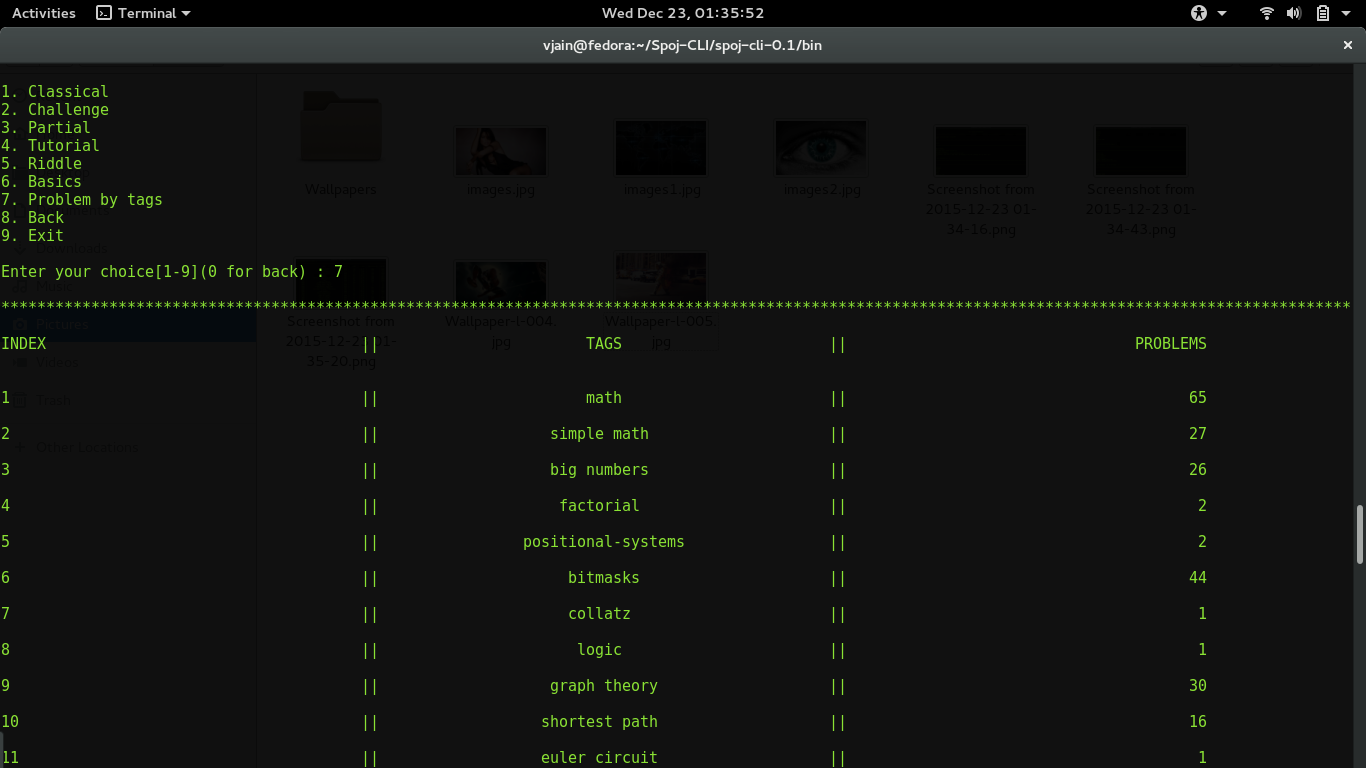 Activities Terminal Wed Dec 23, 01:35:52
vjain@fedora:~/Spoj-CLI/spoj-cli-0.1/bin ×
1. Classical
2. Challenge
3. Partial
4. Tutorial
5. Riddle
6. Basics
7. Problem by tags
8. Back
9. Exit
Enter your choice[1-9](0 for back) : 7
******************************************************************************************************************************************************
INDEX || TAGS || PROBLEMS
1 || math || 65
2 || simple math || 27
3 || big numbers || 26
4 || factorial || 2
5 || positional-systems || 2
6 || bitmasks || 44
7 || collatz || 1
8 || logic || 1
9 || graph theory || 30
10 || shortest path || 16
11 || euler circuit || 1
Wallpapers
images.jpg
images1.jpg
images2.jpg
Screenshot from
2015-12-23 01-
34-16.png
Screenshot from
2015-12-23 01-
34-43.png
Screenshot from
2015-12-23 01-
35-20.png
Wallpaper-l-004.
jpg
Wallpaper-l-005.
jpg
Downloads
Pictures
Videos
Trash
Other Locations